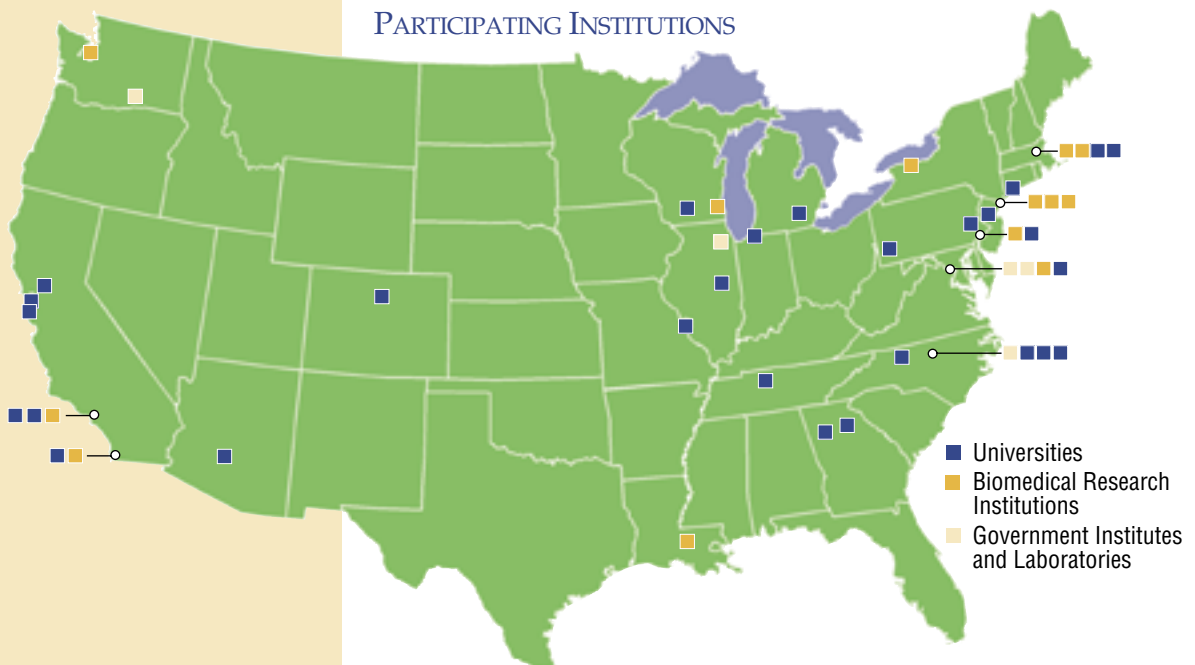 PARTICIPATING INSTITUTIONS
Universities
Biomedical Research
Institutions
Government Institutes
and Laboratories